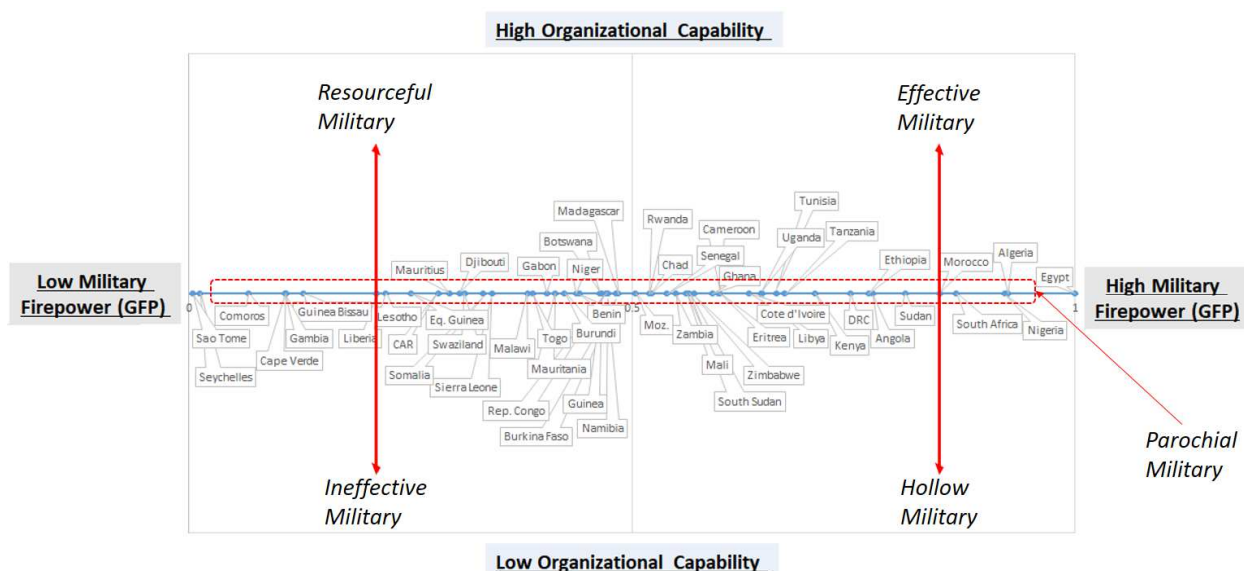 High Organizational Capability
Resourceful
Military
Effective
Military
Tunisia
Madagascar
Rwanda
Cameroon
Uganda
Tanzania
Botswana
Senegal
Algeria
Djibouti
Ethiopia
Morocco
Mauritius
Gabon
Niger
Chad
Ghana
Egypt
Low Military
Firepower (GFP)
High Military
Firepower (GFP)
0
0.5
1
Comoros
Guinea Bissau
Lesotho
Eq. Guinea
Benin
Cote d'Ivoire
DRC
Sudan
South Africa
Sao Tome
Gambia
Liberia
CAR
Swaziland
Malawi
Togo
Burundi
Moz.
Zambia
Eritrea
Libya
Kenya
Angola
Nigeria
Seychelles
Cape Verde
Somalia
Sierra Leone
Mauritania
Mali
Zimbabwe
Rep. Congo
Guinea
South Sudan
Burkina Faso
Namibia
Parochial
Military
Ineffective
Military
Hollow
Military
Low Organizational Capability